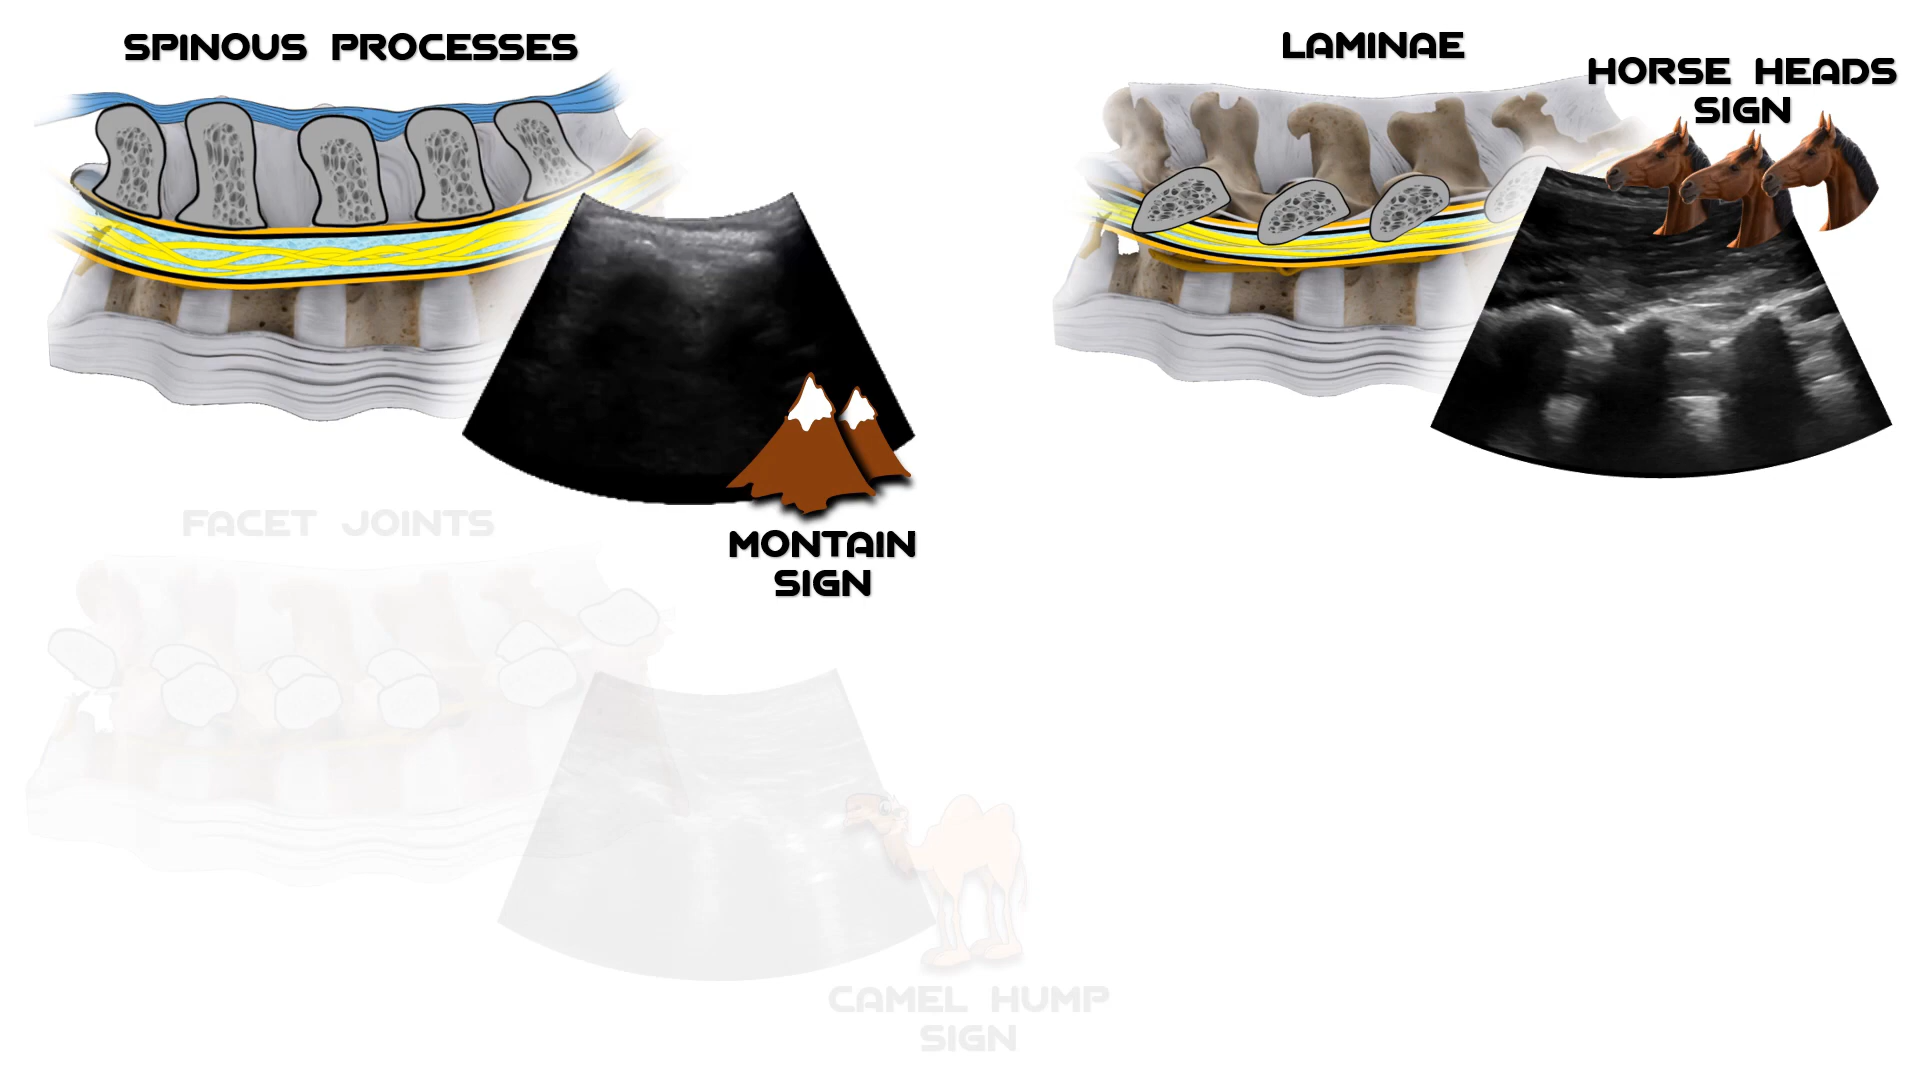 SPINOUS PROCESSES
LAMINAE
HORSE HEADS
SIGN
MONTAIN
SIGN
FACET JOINTS
CAMEL HUMP
SIGN